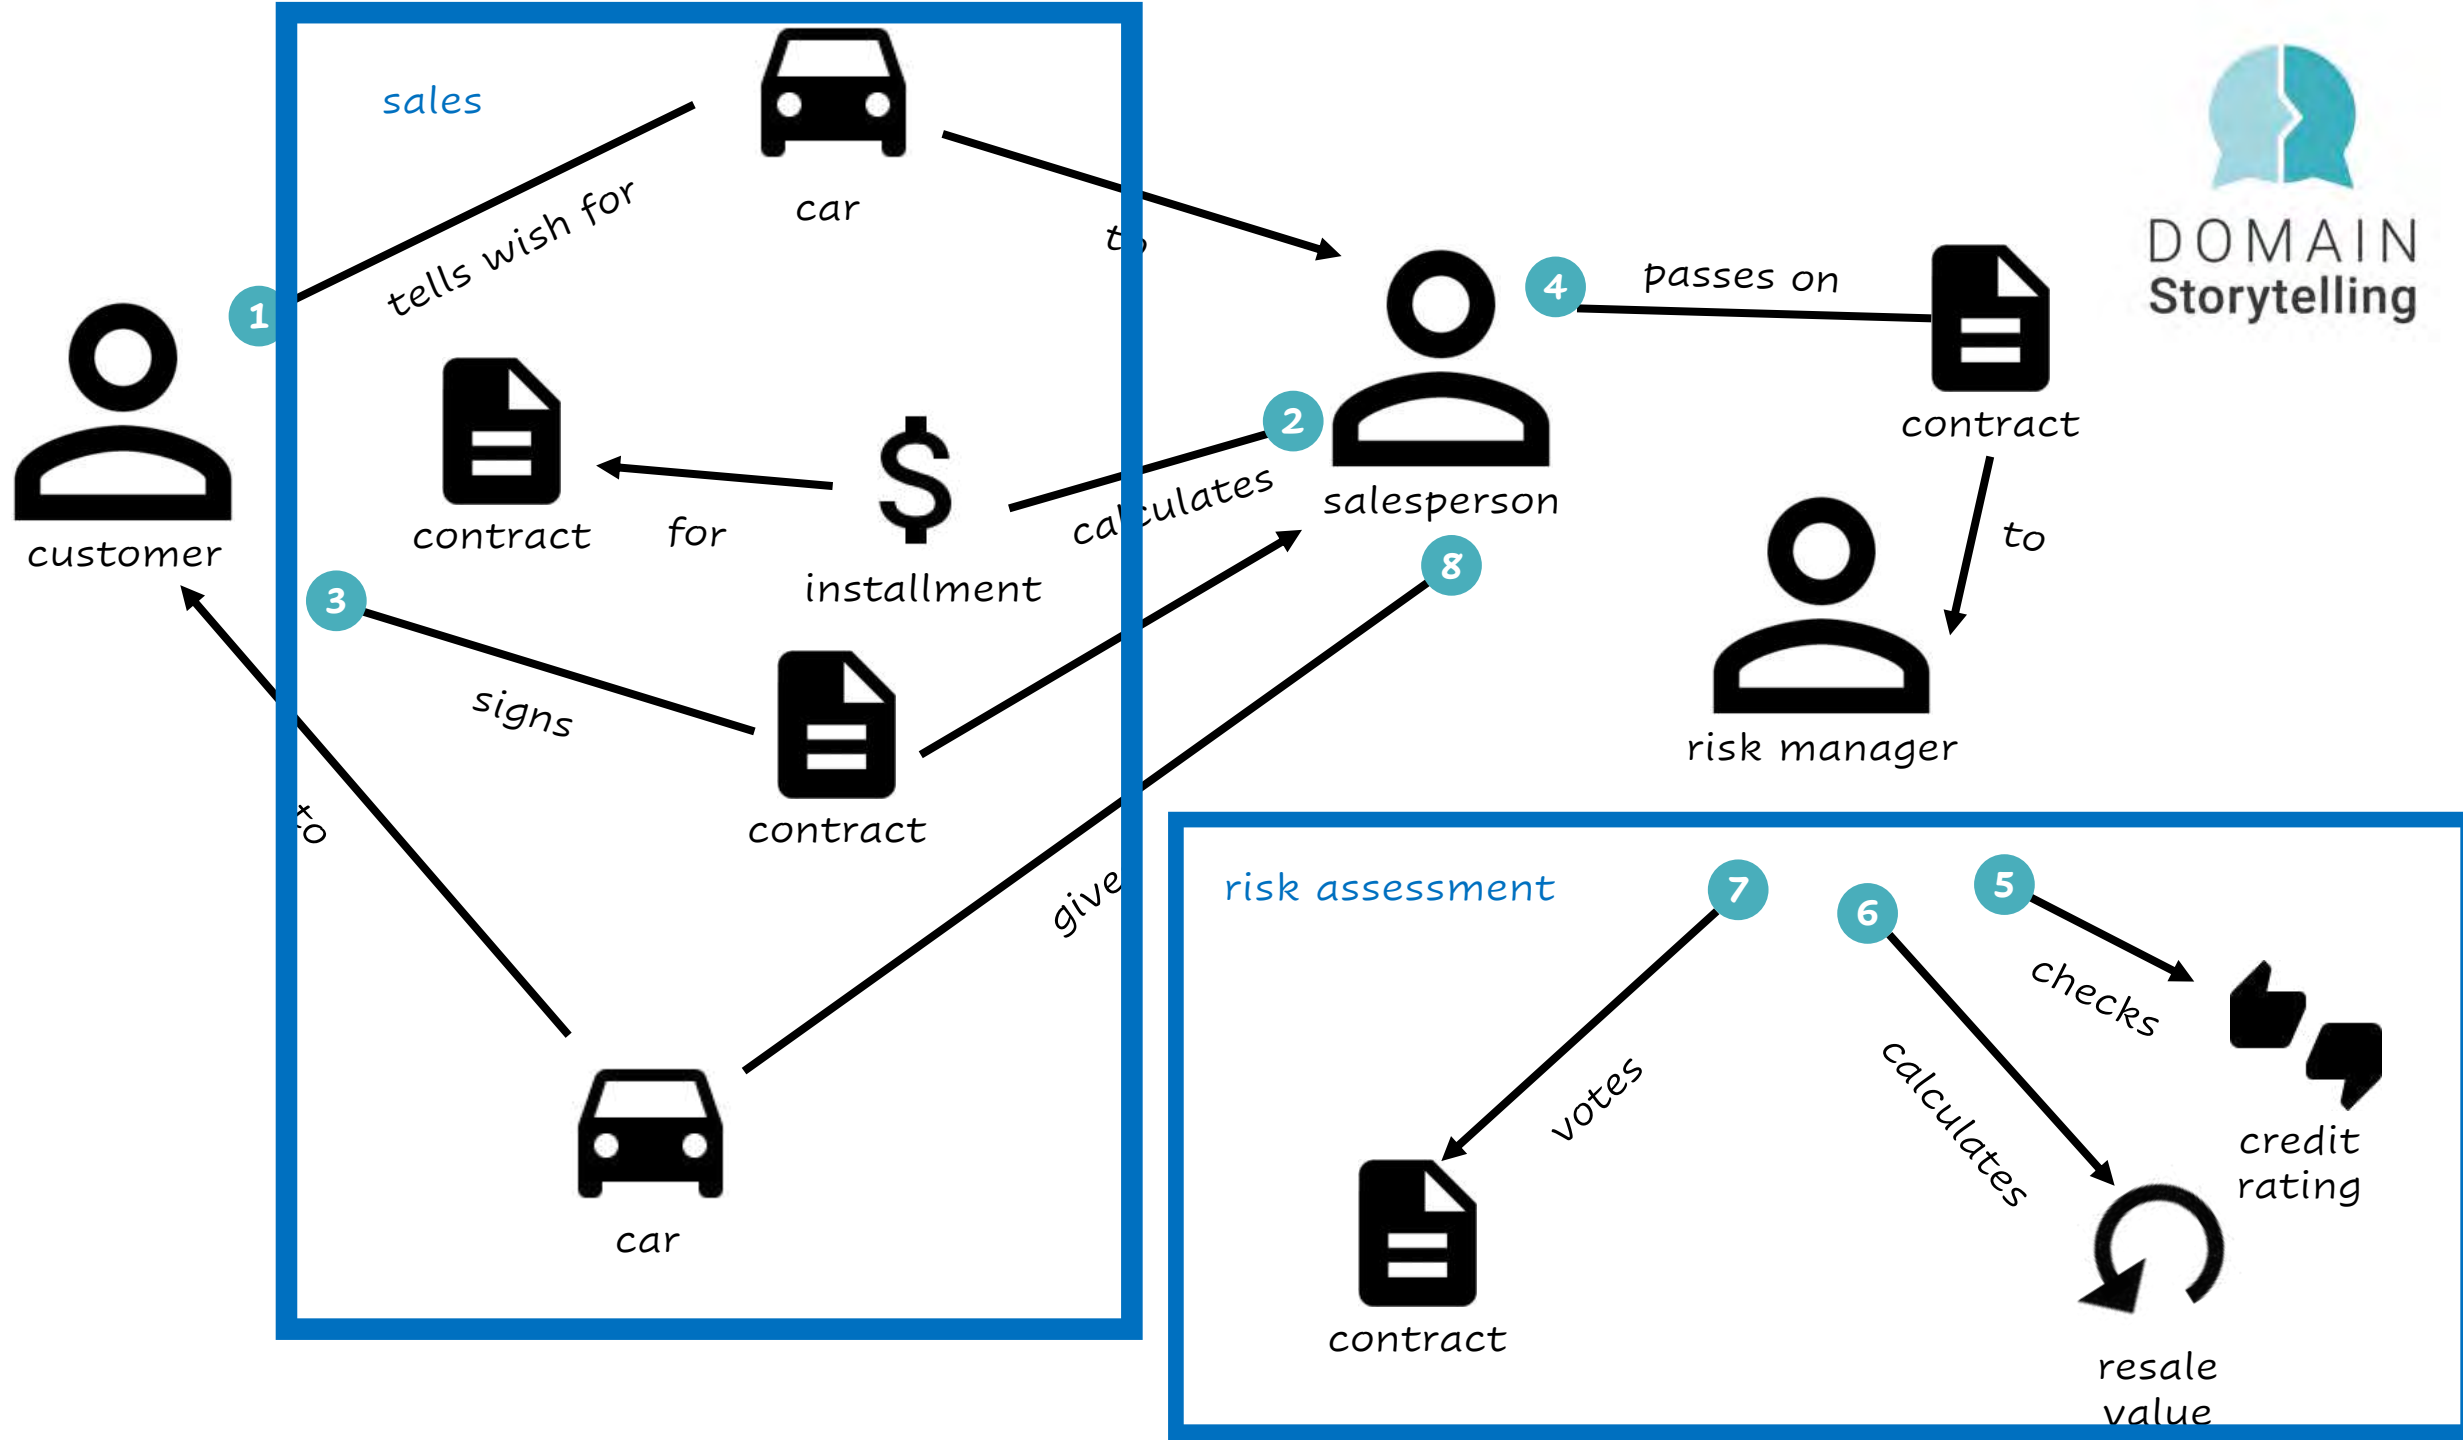 sales
car
tells wish for
1
to
customer
contract
for
installment
2
calculates
salesperson
4
passes on
contract
to
risk manager
DOMAIN
Storytelling
3
signs
contract
8
give
to
car
risk assessment
7
votes
contract
6
calculates
resale
value
5
checks
credit
rating